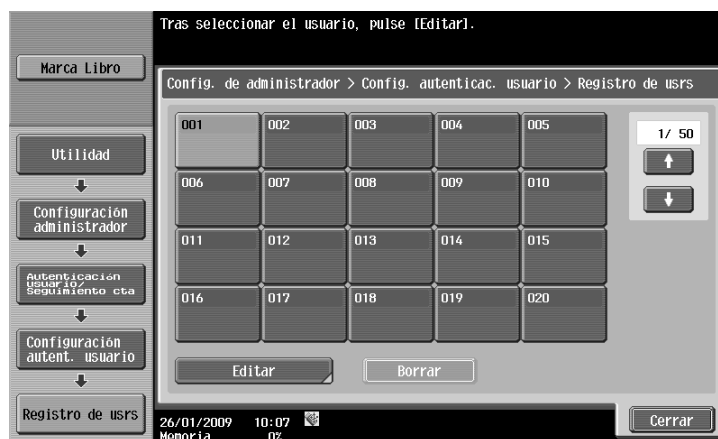 Tras seleccionar el usuario, pulse [Editar].
Marca Libro
Config. de administrador > Config. autenticac. usuario > Registro de usrs
001 002 003 004 005
1/ 50
Utilidad
006 007 008 009 010
Configuración
administrador
011 012 013 014 015
Autenticación
usuario/
Seguimiento cta
016 017 018 019 020
Configuración
autent. usuario
Editar Borrar
Registro de usrs
26/01/2009 10:07
Memoria 0%
Cerrar